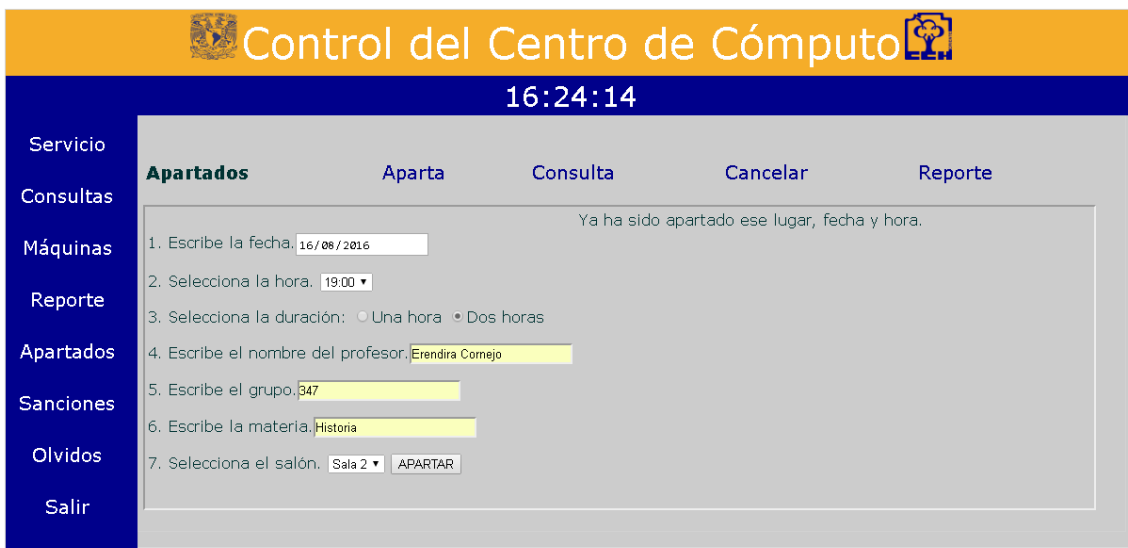 Control del Centro de Cómputo
CCH
16:24:14
Servicio
Consultas
Máquinas
Reporte
Apartados
Sanciones
Olvidos
Salir
Apartados Aparta Consulta Cancelar Reporte
Ya ha sido apartado ese lugar, fecha y hora.
1. Escribe la fecha. 16/08/2016
2. Selecciona la hora. 19:00
3. Selecciona la duración: Una hora Dos horas
4. Escribe el nombre del profesor. Erendira Cornejo
5. Escribe el grupo. 347
6. Escribe la materia. Historia
7. Selecciona el salón. Sala 2 APARTAR